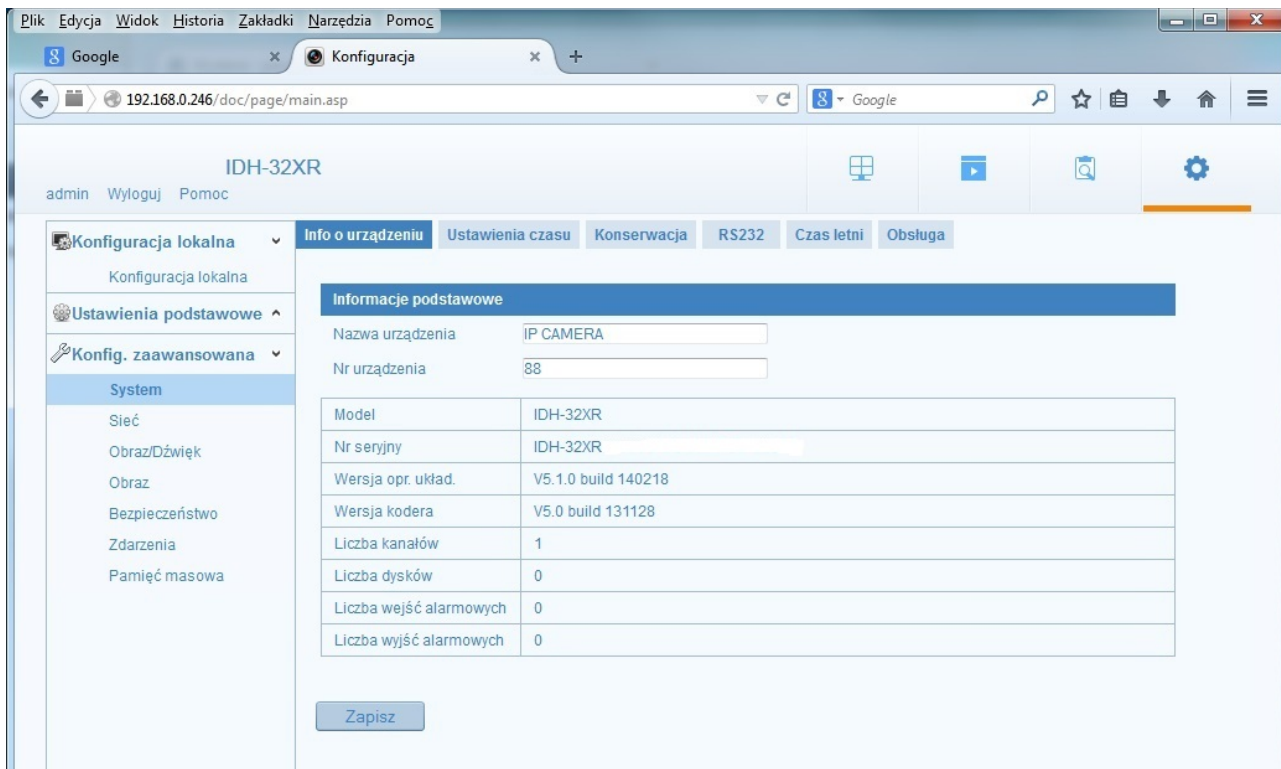 Plik Edycja Widok Historia Zakładki Narzędzia Pomoc
Google Konfiguracja
192.168.0.246/doc/page/main.asp Google
IDH-32XR
admin Wyloguj Pomoc
Konfiguracja lokalna
Konfiguracja lokalna
Ustawienia podstawowe
Konfig. zaawansowana
System
Sieć
Obraz/Dźwięk
Obraz
Bezpieczeństwo
Zdarzenia
Pamięć masowa
Info o urządzeniu Ustawienia czasu Konserwacja RS232 Czas letni Obsługa
Informacje podstawowe
Nazwa urządzenia IP CAMERA
Nr urządzenia 88
Model IDH-32XR
Nr seryjny IDH-32XR
Wersja opr. układ. V5.1.0 build 140218
Wersja kodera V5.0 build 131128
Liczba kanałów 1
Liczba dysków 0
Liczba wejść alarmowych 0
Liczba wyjść alarmowych 0
Zapisz